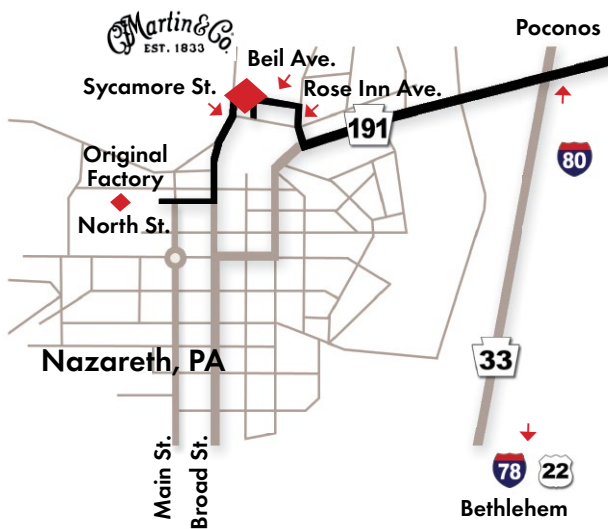 CFMartin & Co.
EST. 1833
Poconos
Beil Ave.
Sycamore St.
Rose Inn Ave.
191
Original
Factory
80
North St.
33
Nazareth, PA
Main St.
Broad St.
78
22
Bethlehem